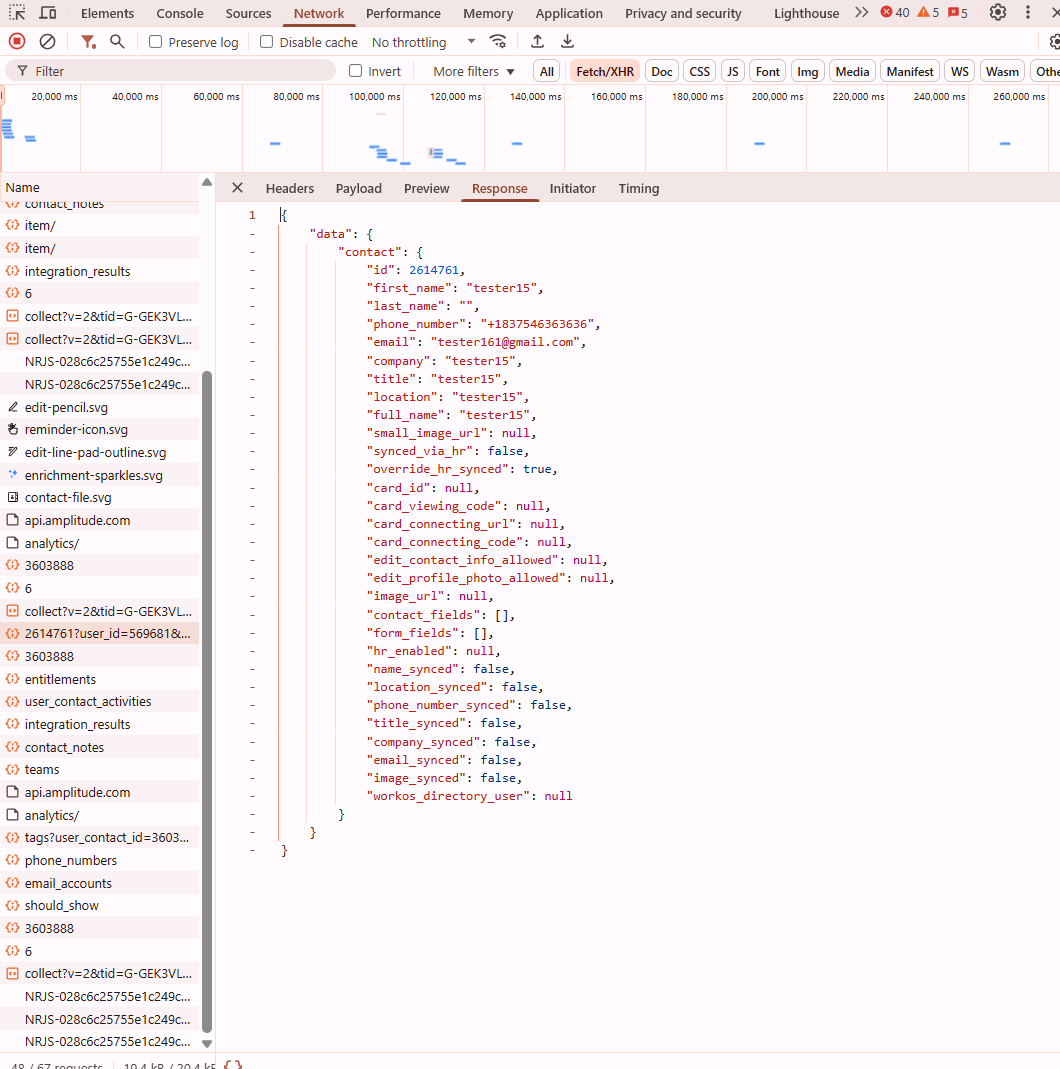 Elements Console Sources Network Performance Memory Application Privacy and security Lighthouse 40 5 5
Preserve log Disable cache No throttling
Filter Invert More filters All Fetch/XHR Doc CSS JS Font Img Media Manifest WS Wasm Othe
20,000 ms 40,000 ms 60,000 ms 80,000 ms 100,000 ms 120,000 ms 140,000 ms 160,000 ms 180,000 ms 200,000 ms 220,000 ms 240,000 ms 260,000 ms
Name
contact_notes
item/
item/
integration_results
6
collect?v=2&tid=G-GEK3VL...
collect?v=2&tid=G-GEK3VL...
NRJS-028c6c25755e1c249c...
NRJS-028c6c25755e1c249c...
edit-pencil.svg
reminder-icon.svg
edit-line-pad-outline.svg
enrichment-sparkles.svg
contact-file.svg
api.amplitude.com
analytics/
3603888
6
collect?v=2&tid=G-GEK3VL...
2614761?user_id=569681&...
3603888
entitlements
user_contact_activities
integration_results
contact_notes
teams
api.amplitude.com
analytics/
tags?user_contact_id=3603...
phone_numbers
email_accounts
should_show
3603888
6
collect?v=2&tid=G-GEK3VL...
NRJS-028c6c25755e1c249c...
NRJS-028c6c25755e1c249c...
NRJS-028c6c25755e1c249c...
48 / 67 requests 19.4 kB / 20.4 kB
Headers Payload Preview Response Initiator Timing
1 {
- "data": {
- "contact": {
- "id": 2614761,
- "first_name": "tester15",
- "last_name": "",
- "phone_number": "+1837546363636",
- "email": "tester161@gmail.com",
- "company": "tester15",
- "title": "tester15",
- "location": "tester15",
- "full_name": "tester15",
- "small_image_url": null,
- "synced_via_hr": false,
- "override_hr_synced": true,
- "card_id": null,
- "card_viewing_code": null,
- "card_connecting_url": null,
- "card_connecting_code": null,
- "edit_contact_info_allowed": null,
- "edit_profile_photo_allowed": null,
- "image_url": null,
- "contact_fields": [],
- "form_fields": [],
- "hr_enabled": null,
- "name_synced": false,
- "location_synced": false,
- "phone_number_synced": false,
- "title_synced": false,
- "company_synced": false,
- "email_synced": false,
- "image_synced": false,
- "workos_directory_user": null
- }
- }
- }
{}